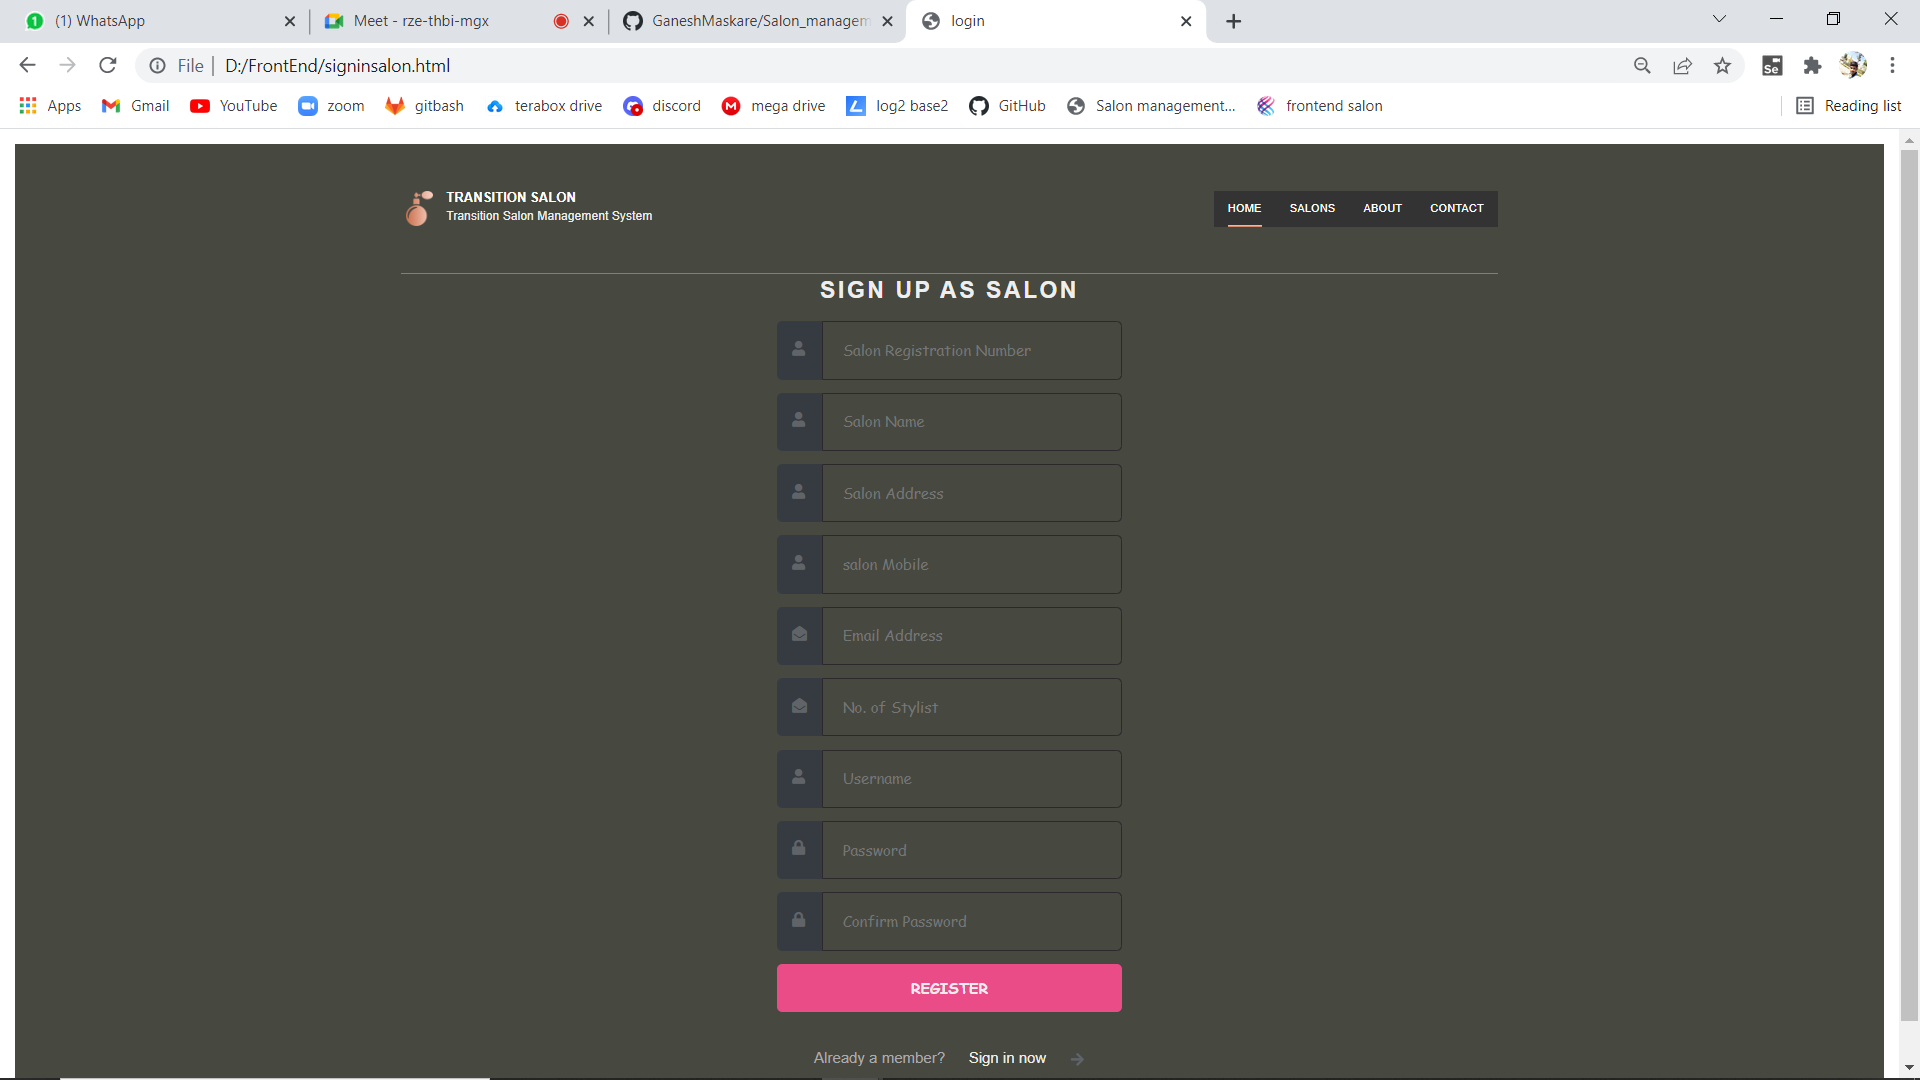 (1) WhatsApp
Meet - rze-thbi-mgx
GaneshMaskare/Salon_managem
login
File
D:/FrontEnd/signinsalon.html
Se
Apps
Gmail
YouTube
zoom
gitbash
terabox drive
discord
mega drive
log2 base2
GitHub
Salon management...
frontend salon
Reading list
TRANSITION SALON
Transition Salon Management System
HOME
SALONS
ABOUT
CONTACT
SIGN UP AS SALON
Salon Registration Number
Salon Name
Salon Address
salon Mobile
Email Address
No. of Stylist
Username
Password
Confirm Password
REGISTER
Already a member?
Sign in now